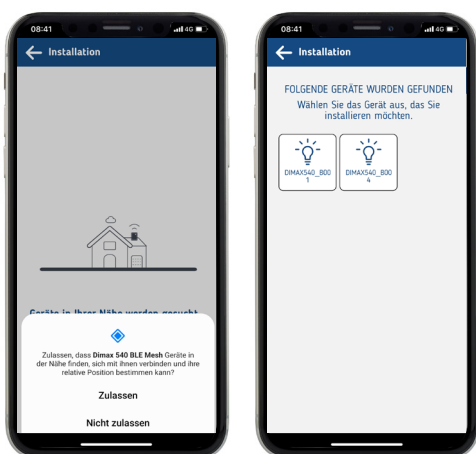 08:41
4G
Installation
Geräte in Ihrer Nähe werden gesucht
Zulassen, dass Dimax 540 BLE Mesh Geräte in
der Nähe finden, sich mit ihnen verbinden und ihre
relative Position bestimmen kann?
Zulassen
Nicht zulassen
08:41
4G
Installation
FOLGENDE GERÄTE WURDEN GEFUNDEN
Wählen Sie das Gerät aus, das Sie
installieren möchten.
DIMAX540_B00
1
DIMAX540_B00
4